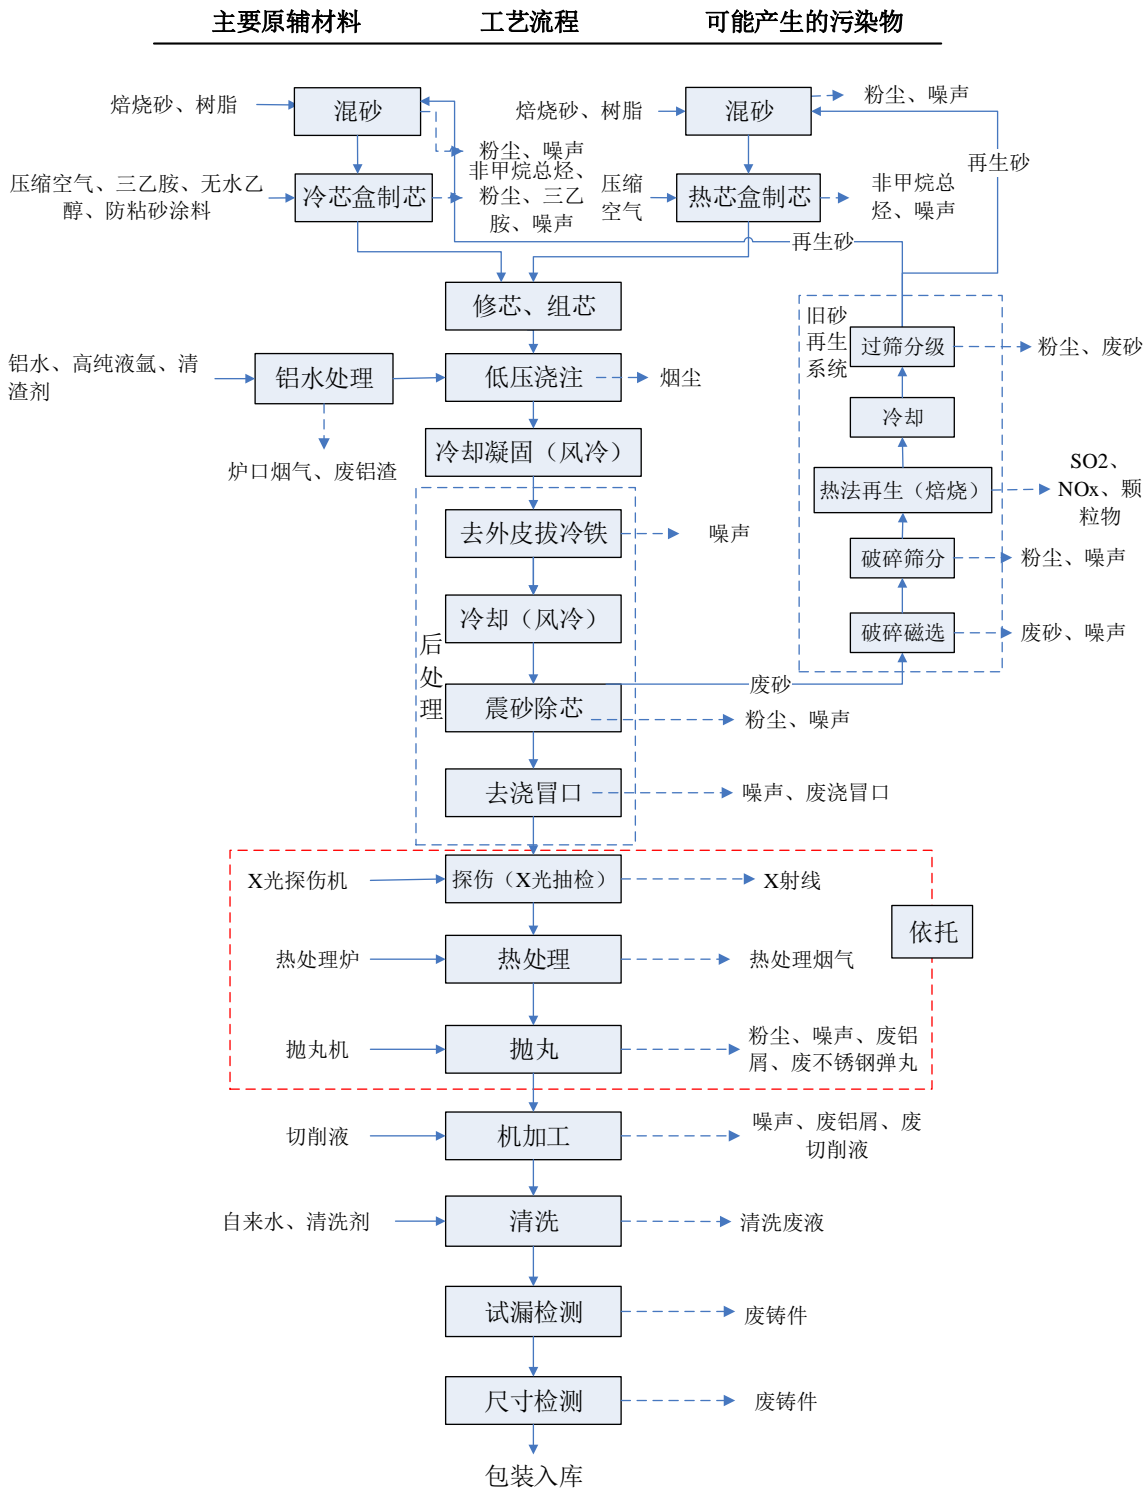 主要原辅材料
工艺流程
可能产生的污染物
焙烧砂、树脂
混砂
粉尘、噪声
焙烧砂、树脂
混砂
粉尘、噪声
再生砂
压缩空气、三乙胺、无水乙
醇、防粘砂涂料
冷芯盒制芯
非甲烷总烃、
粉尘、三乙
胺、噪声
压缩
空气
热芯盒制芯
非甲烷总
烃、噪声
再生砂
修芯、组芯
旧砂
再生
系统
过筛分级
粉尘、废砂
铝水、高纯液氩、清
渣剂
铝水处理
低压浇注
烟尘
冷却
炉口烟气、废铝渣
冷却凝固（风冷）
热法再生（焙烧）
SO2、
NOx、颗
粒物
去外皮拔冷铁
噪声
破碎筛分
粉尘、噪声
冷却（风冷）
破碎磁选
废砂、噪声
后
处
理
震砂除芯
废砂
粉尘、噪声
去浇冒口
噪声、废浇冒口
X光探伤机
探伤（X光抽检）
X射线
依托
热处理炉
热处理
热处理烟气
抛丸机
抛丸
粉尘、噪声、废铝
屑、废不锈钢弹丸
切削液
机加工
噪声、废铝屑、废
切削液
自来水、清洗剂
清洗
清洗废液
试漏检测
废铸件
尺寸检测
废铸件
包装入库